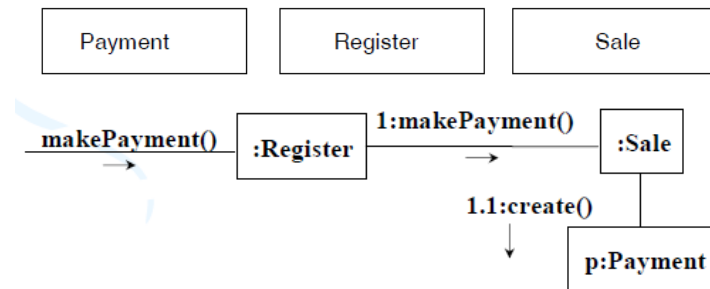 Payment Register Sale
makePayment() :Register 1:makePayment() :Sale
1.1:create()
p:Payment